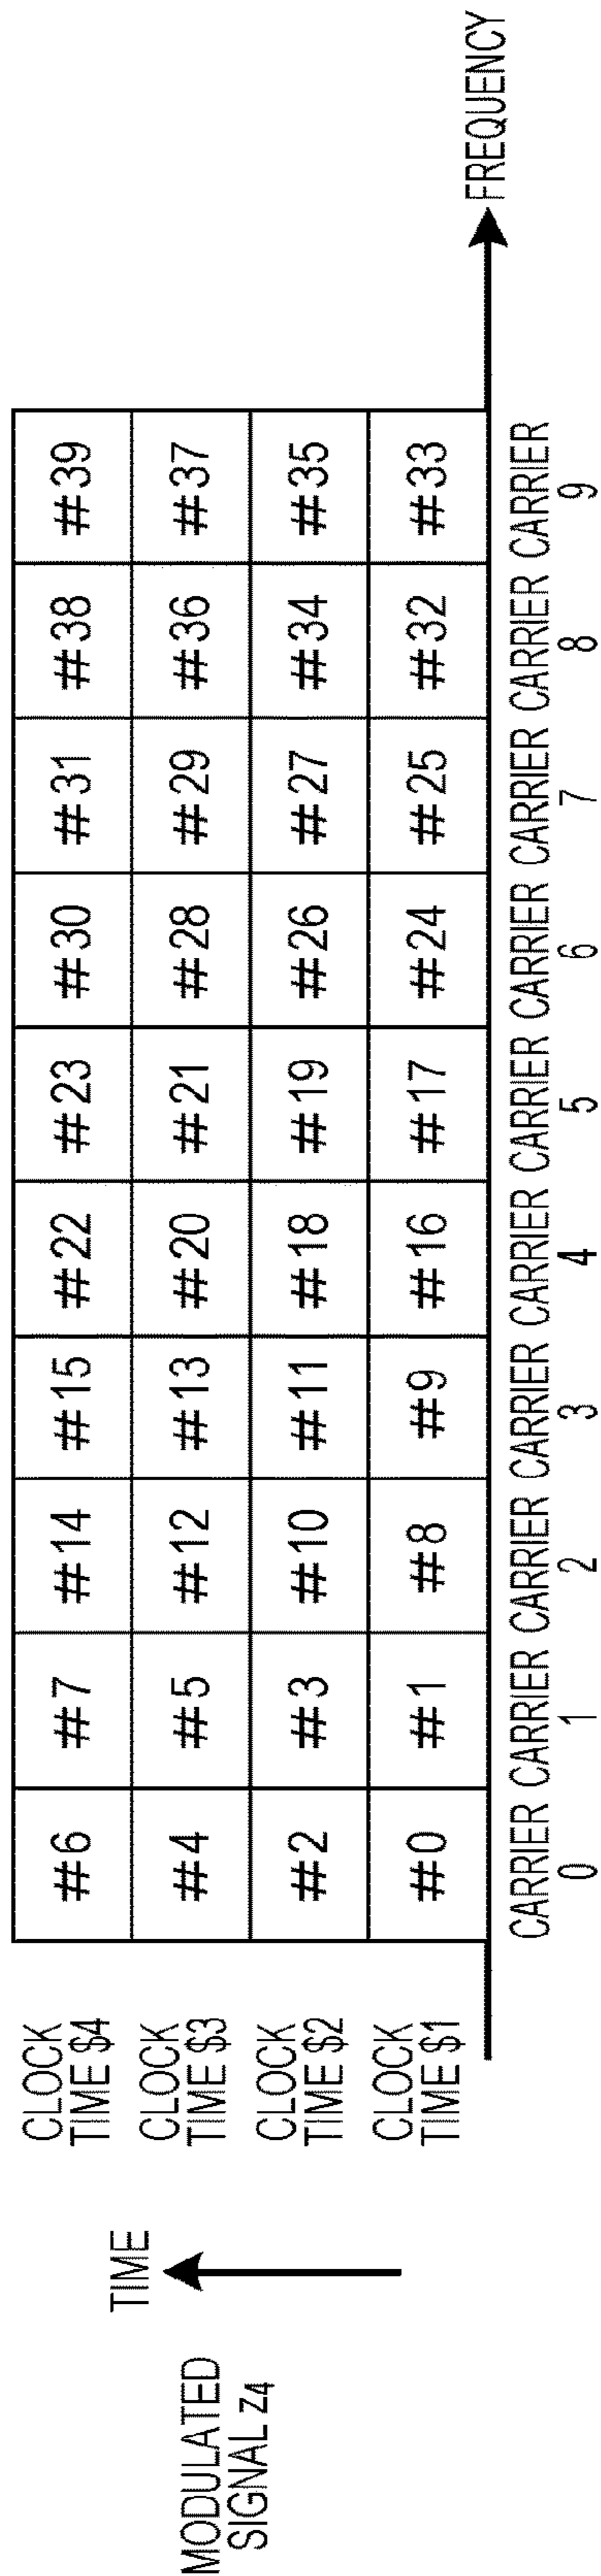 MODULATED
SIGNAL z4
TIME
CLOCK
TIME $4
#6 #7 #14 #15 #22 #23 #30 #31 #38 #39
CLOCK
TIME $3
#4 #5 #12 #13 #20 #21 #28 #29 #36 #37
CLOCK
TIME $2
#2 #3 #10 #11 #18 #19 #26 #27 #34 #35
CLOCK
TIME $1
#0 #1 #8 #9 #16 #17 #24 #25 #32 #33
FREQUENCY
CARRIER CARRIER CARRIER CARRIER CARRIER CARRIER CARRIER CARRIER CARRIER CARRIER
0 1 2 3 4 5 6 7 8 9